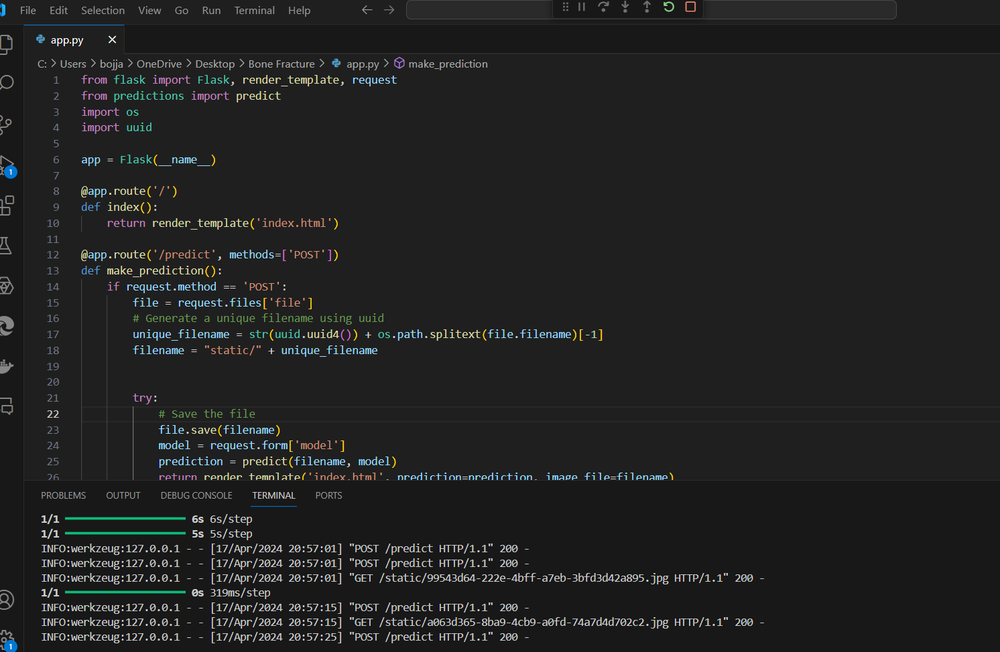 File Edit Selection View Go Run Terminal Help
app.py
C: > Users > bojja > OneDrive > Desktop > Bone Fracture > app.py > make_prediction
1 from flask import Flask, render_template, request
2 from predictions import predict
3 import os
4 import uuid
5
6 app = Flask(__name__)
7
8 @app.route('/')
9 def index():
10 return render_template('index.html')
11
12 @app.route('/predict', methods=['POST'])
13 def make_prediction():
14 if request.method == 'POST':
15 file = request.files['file']
16 # Generate a unique filename using uuid
17 unique_filename = str(uuid.uuid4()) + os.path.splitext(file.filename)[-1]
18 filename = "static/" + unique_filename
19
20
21 try:
22 # Save the file
23 file.save(filename)
24 model = request.form['model']
25 prediction = predict(filename, model)
26 return render_template('index.html', prediction=prediction, image_file=filename)
1
PROBLEMS OUTPUT DEBUG CONSOLE TERMINAL PORTS
1/1 6s 6s/step
1/1 5s 5s/step
INFO:werkzeug:127.0.0.1 - - [17/Apr/2024 20:57:01] "POST /predict HTTP/1.1" 200 -
INFO:werkzeug:127.0.0.1 - - [17/Apr/2024 20:57:01] "POST /predict HTTP/1.1" 200 -
INFO:werkzeug:127.0.0.1 - - [17/Apr/2024 20:57:01] "GET /static/99543d64-222e-4bff-a7eb-3bfd3d42a895.jpg HTTP/1.1" 200 -
1/1 0s 319ms/step
INFO:werkzeug:127.0.0.1 - - [17/Apr/2024 20:57:15] "POST /predict HTTP/1.1" 200 -
INFO:werkzeug:127.0.0.1 - - [17/Apr/2024 20:57:15] "GET /static/a063d365-8ba9-4cb9-a0fd-74a7d4d702c2.jpg HTTP/1.1" 200 -
INFO:werkzeug:127.0.0.1 - - [17/Apr/2024 20:57:25] "POST /predict HTTP/1.1" 200 -
1